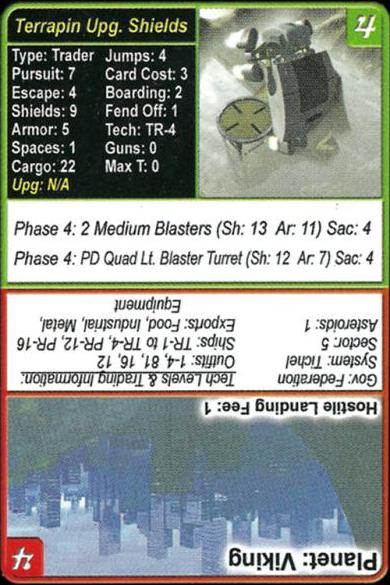 Terrapin Upg. Shields
4
Type: Trader Jumps: 4
Pursuit: 7 Card Cost: 3
Escape: 4 Boarding: 2
Shields: 9 Fend Off: 1
Armor: 5 Tech: TR-4
Spaces: 1 Guns: 0
Cargo: 22 Max T: 0
Upg: N/A
Phase 4: 2 Medium Blasters (Sh: 13 Ar: 11) Sac: 4
Phase 4: PD Quad Lt. Blaster Turret (Sh: 12 Ar: 7) Sac: 4
Planet: Viking
4
Hostile Landing Fee: 1
Gov: Federation
System: Tichel
Sector: 5
Asteroids: 1
Tech Levels & Trading Information:
Outfits: 1-4, 81, 16, 12
Ships: TR-1 to TR-4, PR-12, PR-16
Exports: Food, Industrial, Metal,
Equipment